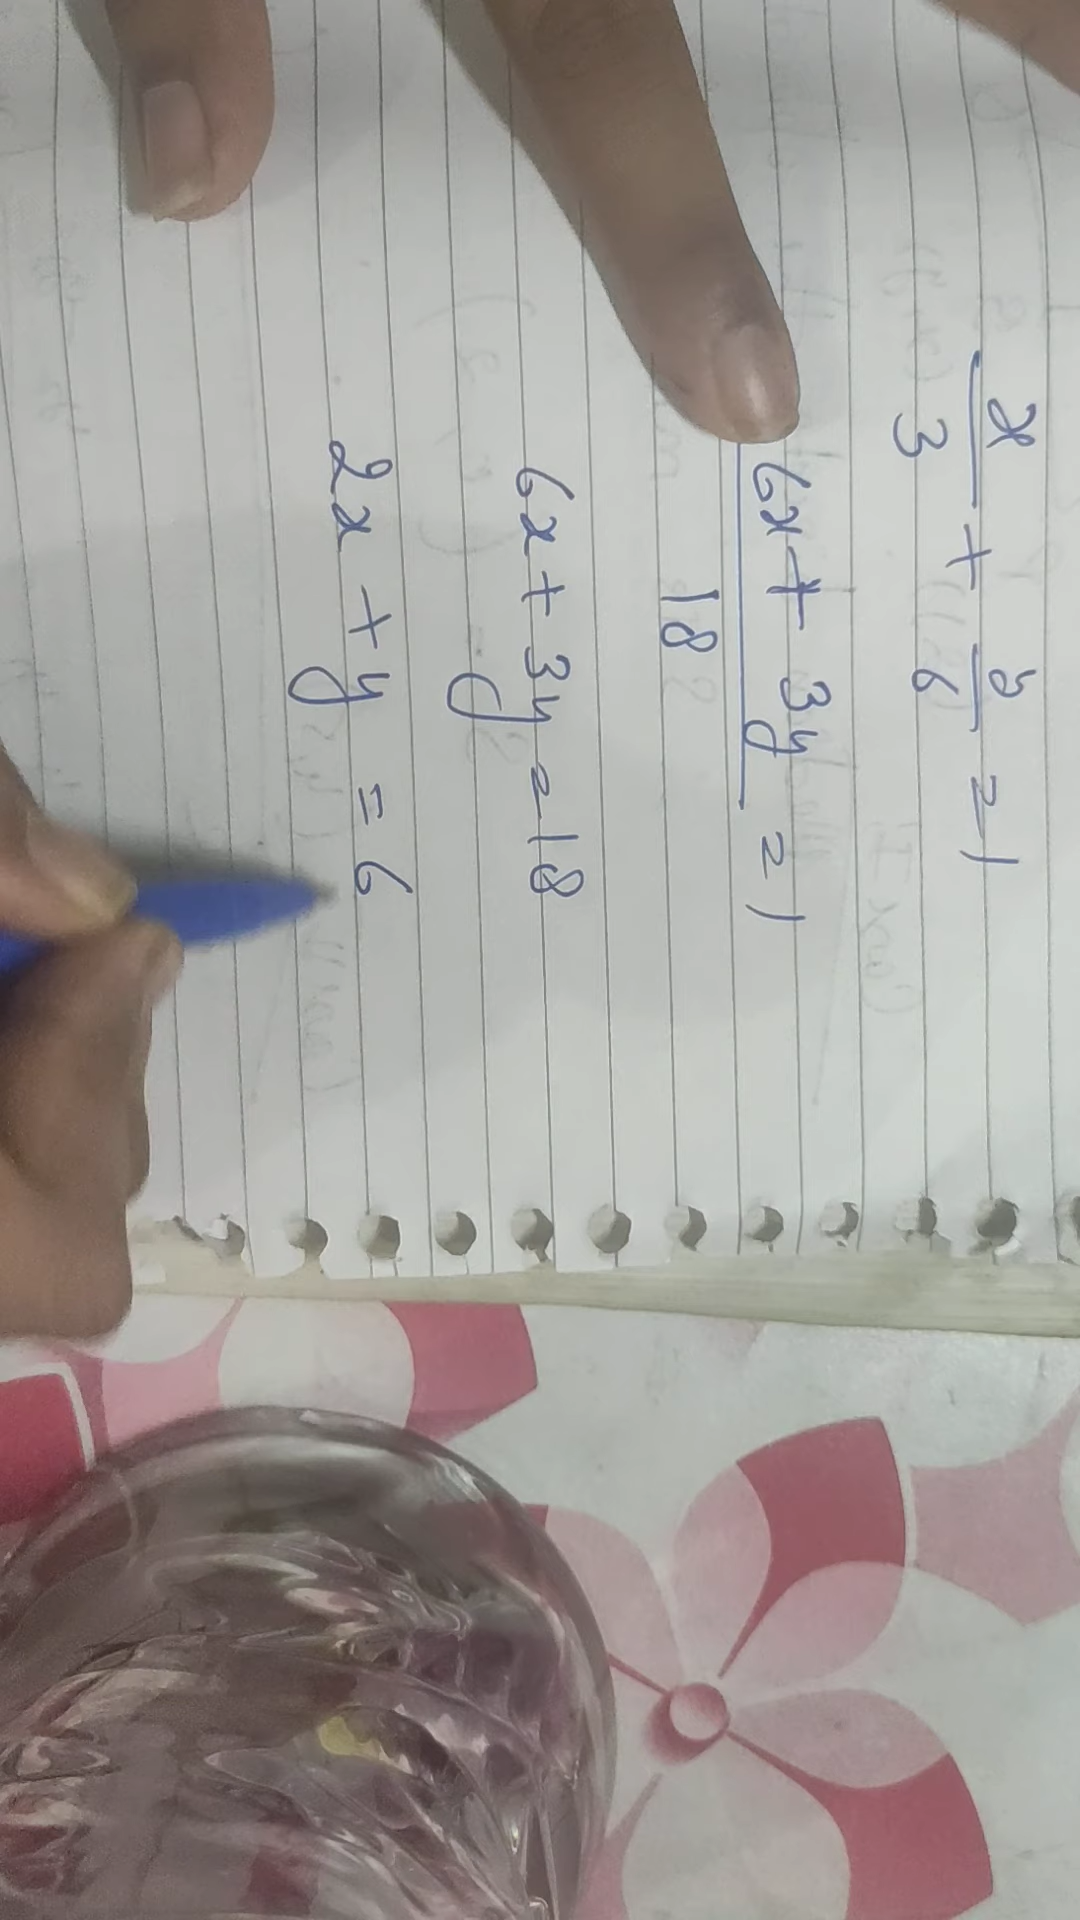 x/3 + y/6 = 1
6x + 3y / 18 = 1
6x + 3y = 18
2x + y = 6